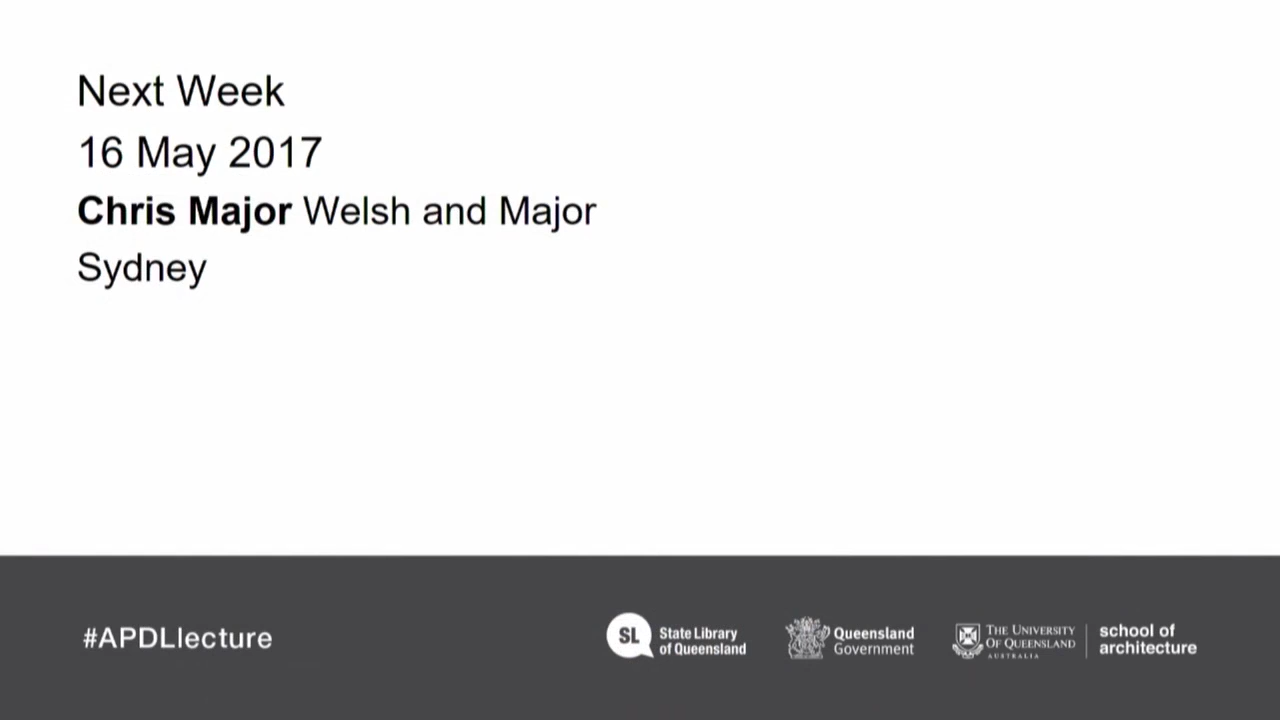 Next Week
16 May 2017
Chris Major Welsh and Major
Sydney
#APDLlecture
SL
State Library
of Queensland
Queensland
Government
THE UNIVERSITY
OF QUEENSLAND
AUSTRALIA
school of
architecture